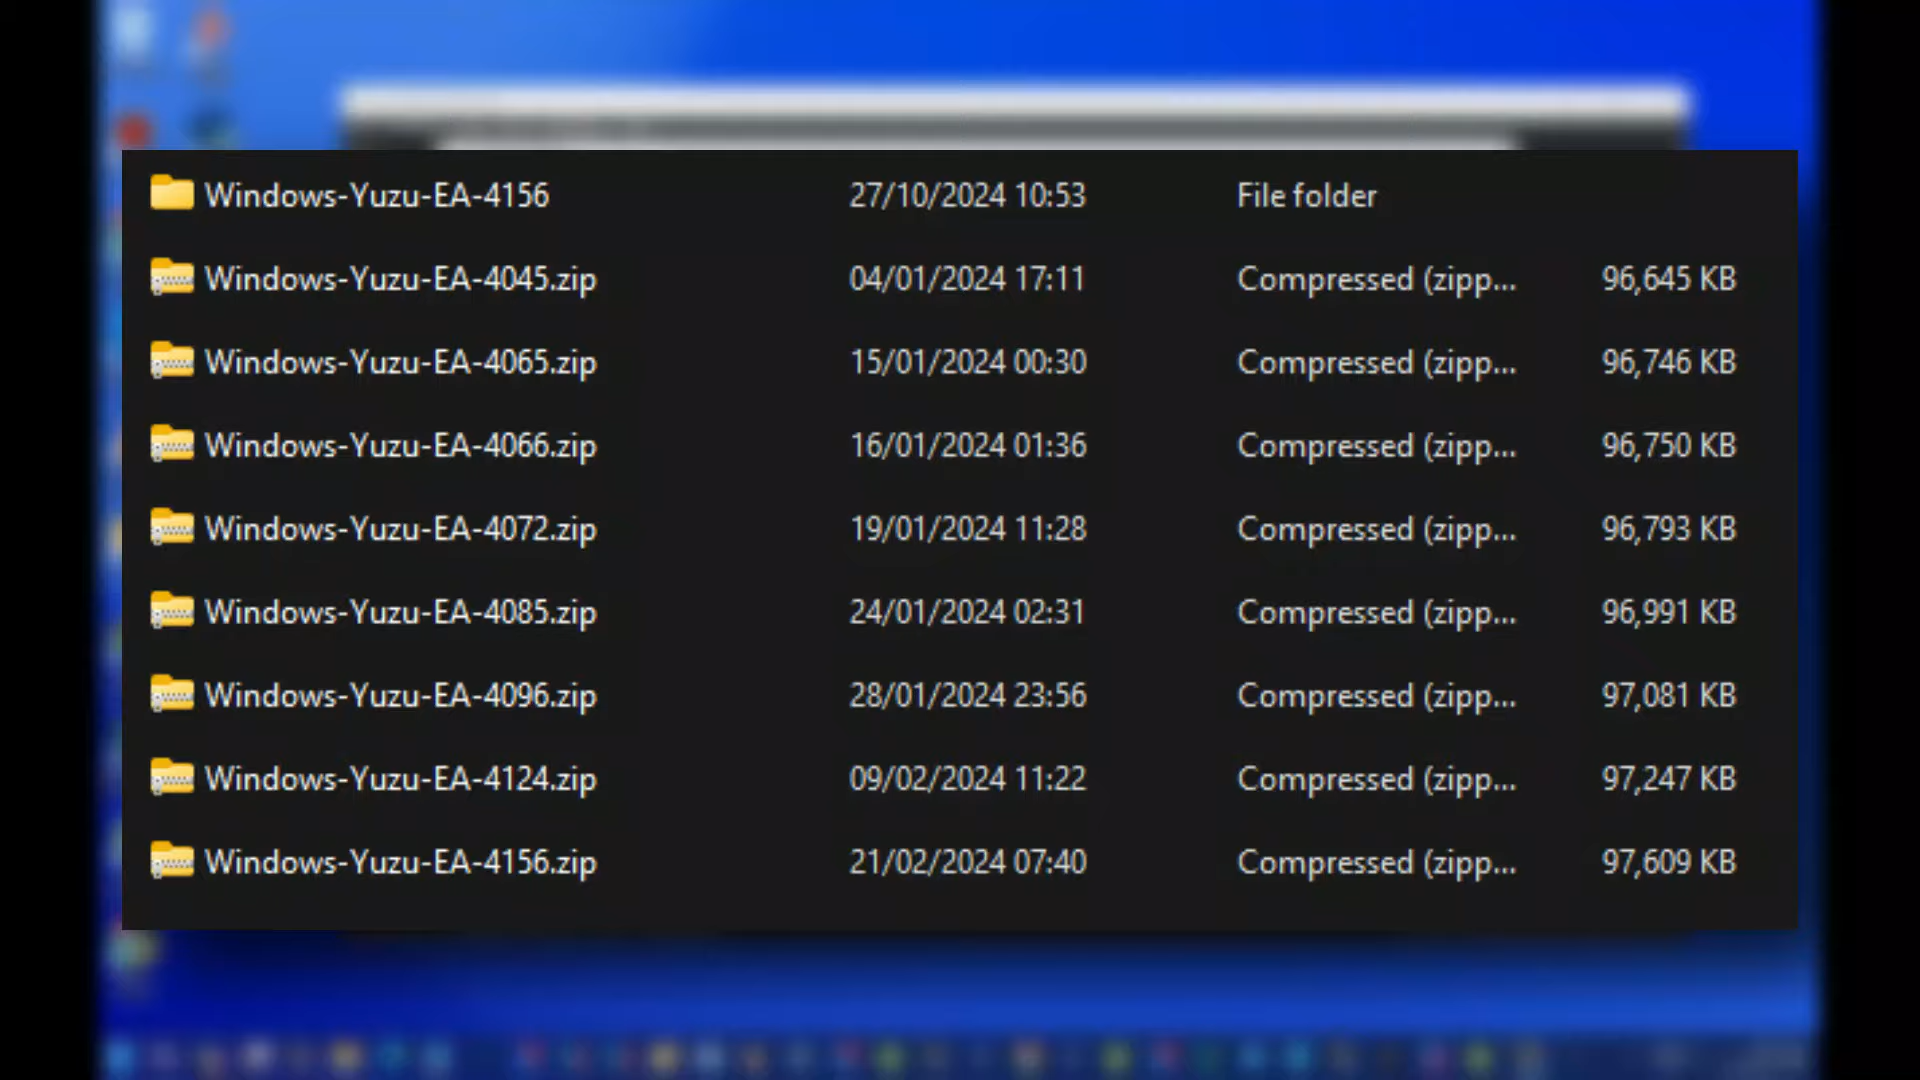 Windows-Yuzu-EA-4156 27/10/2024 10:53 File folder
Windows-Yuzu-EA-4045.zip 04/01/2024 17:11 Compressed (zipp... 96,645 KB
Windows-Yuzu-EA-4065.zip 15/01/2024 00:30 Compressed (zipp... 96,746 KB
Windows-Yuzu-EA-4066.zip 16/01/2024 01:36 Compressed (zipp... 96,750 KB
Windows-Yuzu-EA-4072.zip 19/01/2024 11:28 Compressed (zipp... 96,793 KB
Windows-Yuzu-EA-4085.zip 24/01/2024 02:31 Compressed (zipp... 96,991 KB
Windows-Yuzu-EA-4096.zip 28/01/2024 23:56 Compressed (zipp... 97,081 KB
Windows-Yuzu-EA-4124.zip 09/02/2024 11:22 Compressed (zipp... 97,247 KB
Windows-Yuzu-EA-4156.zip 21/02/2024 07:40 Compressed (zipp... 97,609 KB